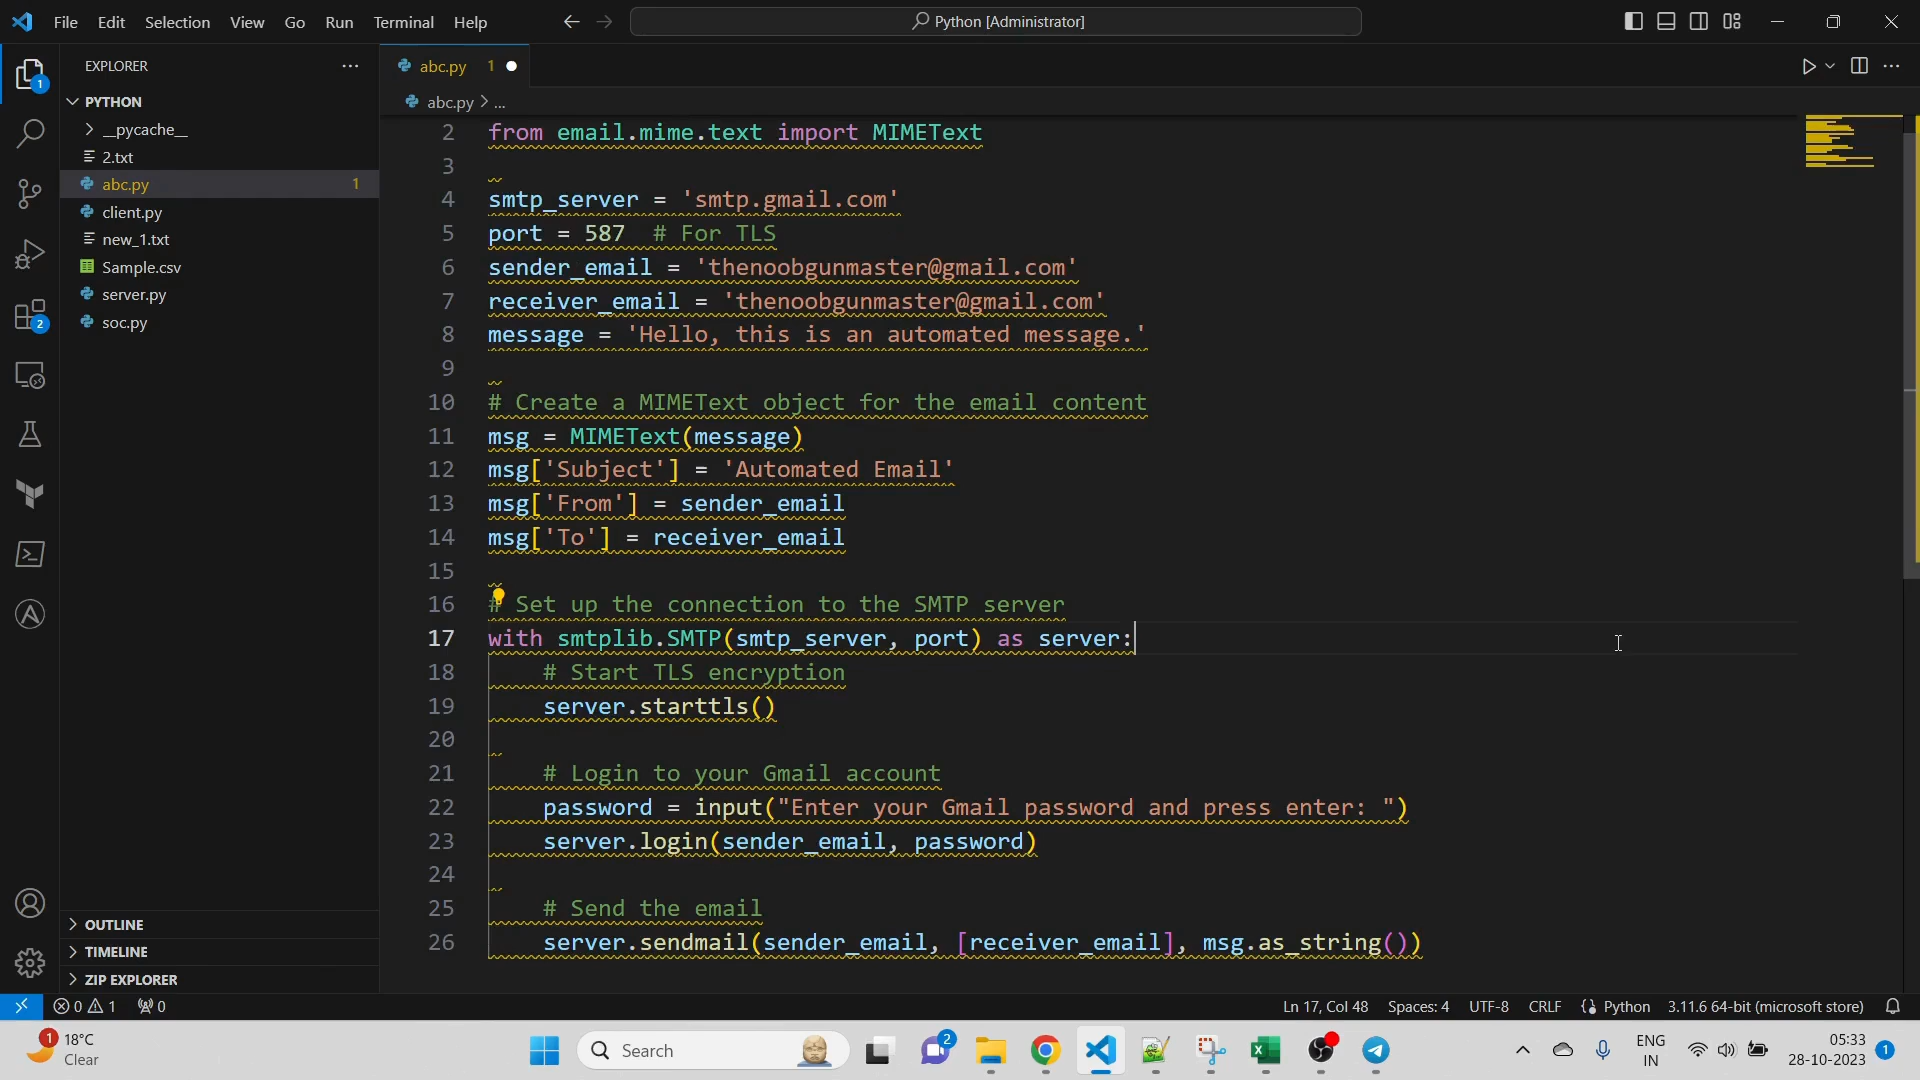 File Edit Selection View Go Run Terminal Help
Python [Administrator]
EXPLORER
PYTHON
__pycache__
2.txt
abc.py 1
client.py
new_1.txt
Sample.csv
server.py
soc.py
OUTLINE
TIMELINE
ZIP EXPLORER
1
2
abc.py 1
abc.py > ...
2 from email.mime.text import MIMEText
3
4 smtp_server = 'smtp.gmail.com'
5 port = 587 # For TLS
6 sender_email = 'thenoobgunmaster@gmail.com'
7 receiver_email = 'thenoobgunmaster@gmail.com'
8 message = 'Hello, this is an automated message.'
9
10 # Create a MIMEText object for the email content
11 msg = MIMEText(message)
12 msg['Subject'] = 'Automated Email'
13 msg['From'] = sender_email
14 msg['To'] = receiver_email
15
16 # Set up the connection to the SMTP server
17 with smtplib.SMTP(smtp_server, port) as server:
18 # Start TLS encryption
19 server.starttls()
20
21 # Login to your Gmail account
22 password = input("Enter your Gmail password and press enter: ")
23 server.login(sender_email, password)
24
25 # Send the email
26 server.sendmail(sender_email, [receiver_email], msg.as_string())
0 1 0
Ln 17, Col 48 Spaces: 4 UTF-8 CRLF Python 3.11.6 64-bit (microsoft store)
1
18°C
Clear
Search
2
ENG
IN
05:33
28-10-2023
1